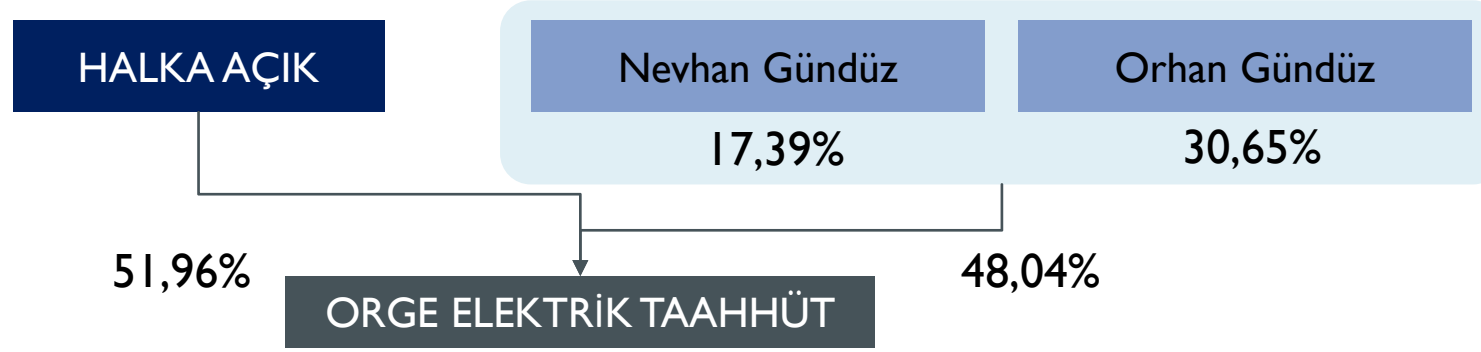 HALKA AÇIK
Nevhan Gündüz
Orhan Gündüz
17,39%
30,65%
51,96%
48,04%
ORGE ELEKTRİK TAAHHÜT